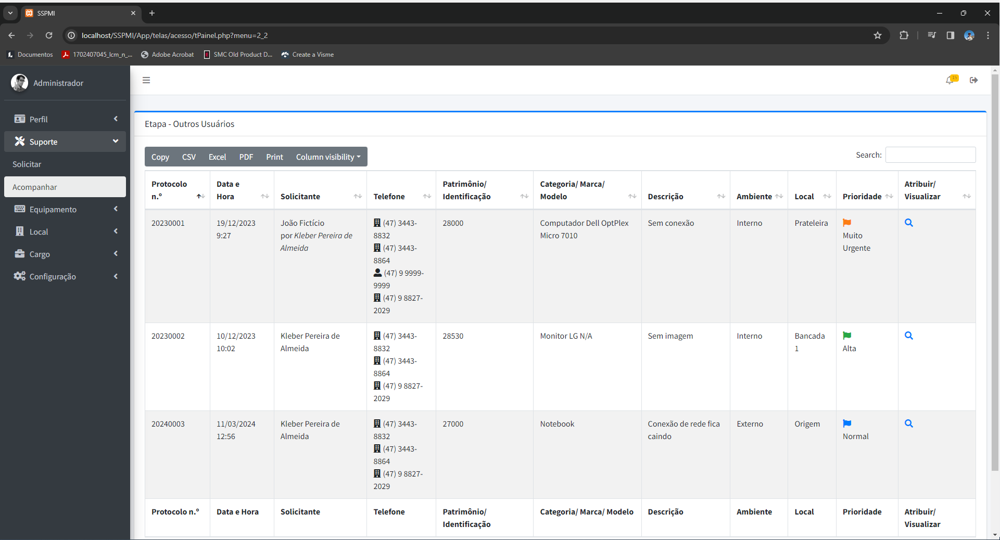 SSPMI
localhost/SSPMI/App/telas/acesso/tPainel.php?menu=2_2
Documentos 1702407045_lcm_n_... Adobe Acrobat SMC Old Product D... Create a Visme
Administrador
15
Perfil
Suporte
Solicitar
Acompanhar
Equipamento
Local
Cargo
Configuração
Etapa - Outros Usuários
Copy CSV Excel PDF Print Column visibility
Search:
Protocolo
n.º
Data e
Hora
Solicitante
Telefone
Patrimônio/
Identificação
Categoria/ Marca/
Modelo
Descrição
Ambiente
Local
Prioridade
Atribuir/
Visualizar
20230001
19/12/2023
9:27
João Fictício
por Kleber Pereira de
Almeida
(47) 3443-
8832
(47) 3443-
8864
(47) 9 9999-
9999
(47) 9 8827-
2029
28000
Computador Dell OptPlex
Micro 7010
Sem conexão
Interno
Prateleira
Muito
Urgente
20230002
10/12/2023
10:02
Kleber Pereira de
Almeida
(47) 3443-
8832
(47) 3443-
8864
(47) 9 8827-
2029
28530
Monitor LG N/A
Sem imagem
Interno
Bancada
1
Alta
20240003
11/03/2024
12:56
Kleber Pereira de
Almeida
(47) 3443-
8832
(47) 3443-
8864
(47) 9 8827-
2029
27000
Notebook
Conexão de rede fica
caindo
Externo
Origem
Normal
Protocolo n.º
Data e Hora
Solicitante
Telefone
Patrimônio/
Identificação
Categoria/ Marca/ Modelo
Descrição
Ambiente
Local
Prioridade
Atribuir/
Visualizar